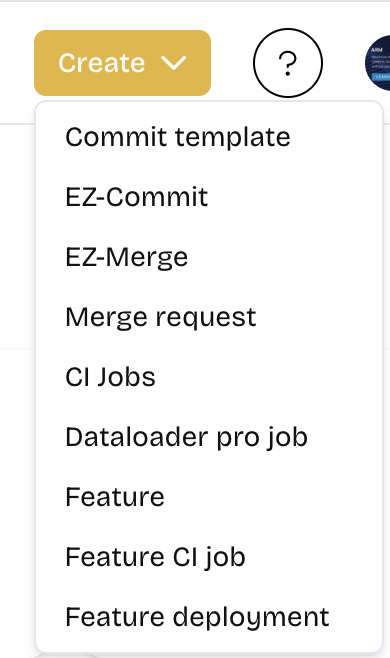 Create
?
ARM
Commit template
EZ-Commit
EZ-Merge
Merge request
CI Jobs
Dataloader pro job
Feature
Feature CI job
Feature deployment